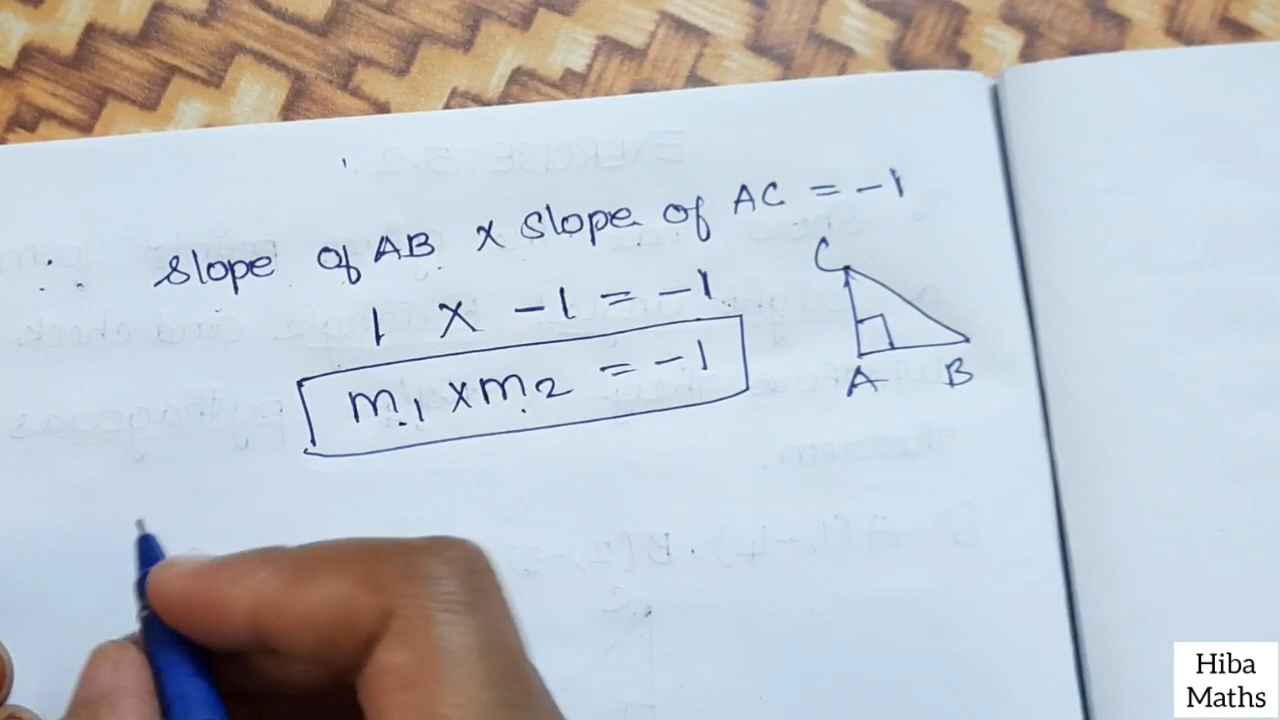 ∴ Slope of AB × Slope of AC = -1
1 × -1 = -1
m1 × m2 = -1
C
A B
Hiba
Maths